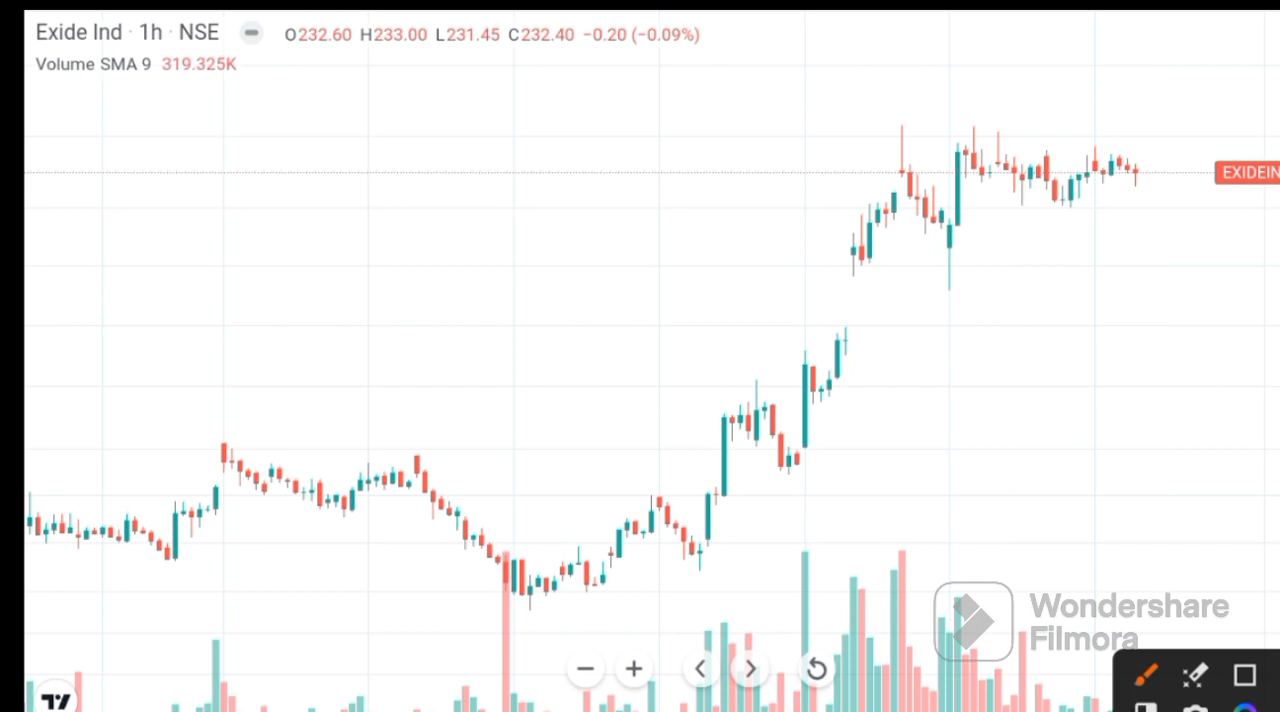 Exide Ind · 1h · NSE O232.60 H233.00 L231.45 C232.40 −0.20 (−0.09%)
Volume SMA 9 319.325K
EXIDEIN
Wondershare
Filmora